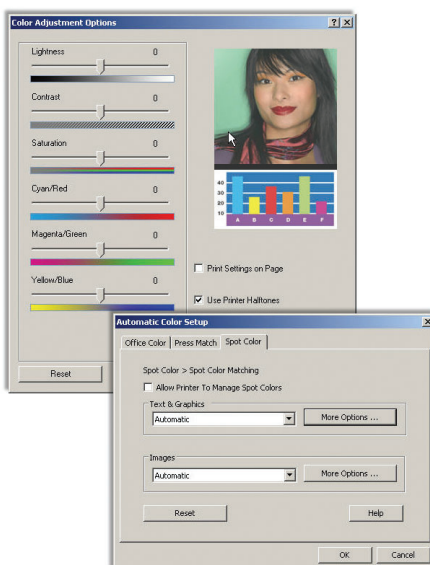 Color Adjustment Options
Lightness 0
Contrast 0
Saturation 0
Cyan/Red 0
Magenta/Green 0
Yellow/Blue 0
40
30
20
10
A B C D E F
Print Settings on Page
Use Printer Halftones
Reset
Automatic Color Setup
Office Color Press Match Spot Color
Spot Color > Spot Color Matching
Allow Printer To Manage Spot Colors
Text & Graphics
Automatic More Options ...
Images
Automatic More Options ...
Reset Help
OK Cancel